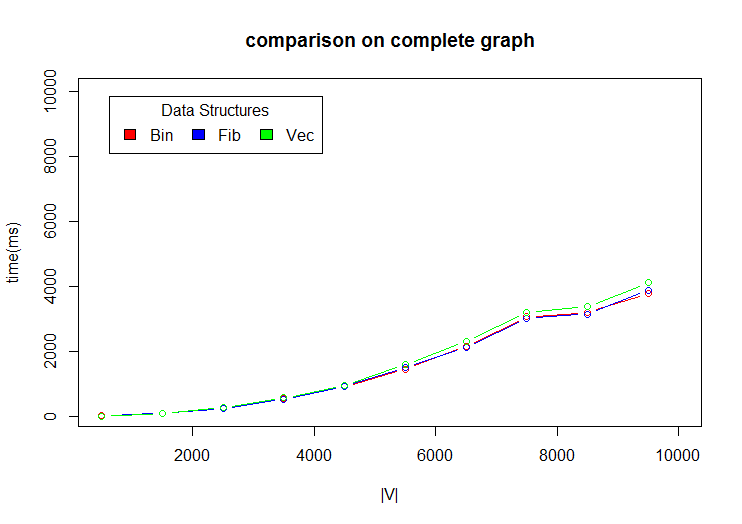 comparison on complete graph
Data Structures
Bin Fib Vec
10000
8000
6000
4000
2000
0
time(ms)
2000 4000 6000 8000 10000
|V|